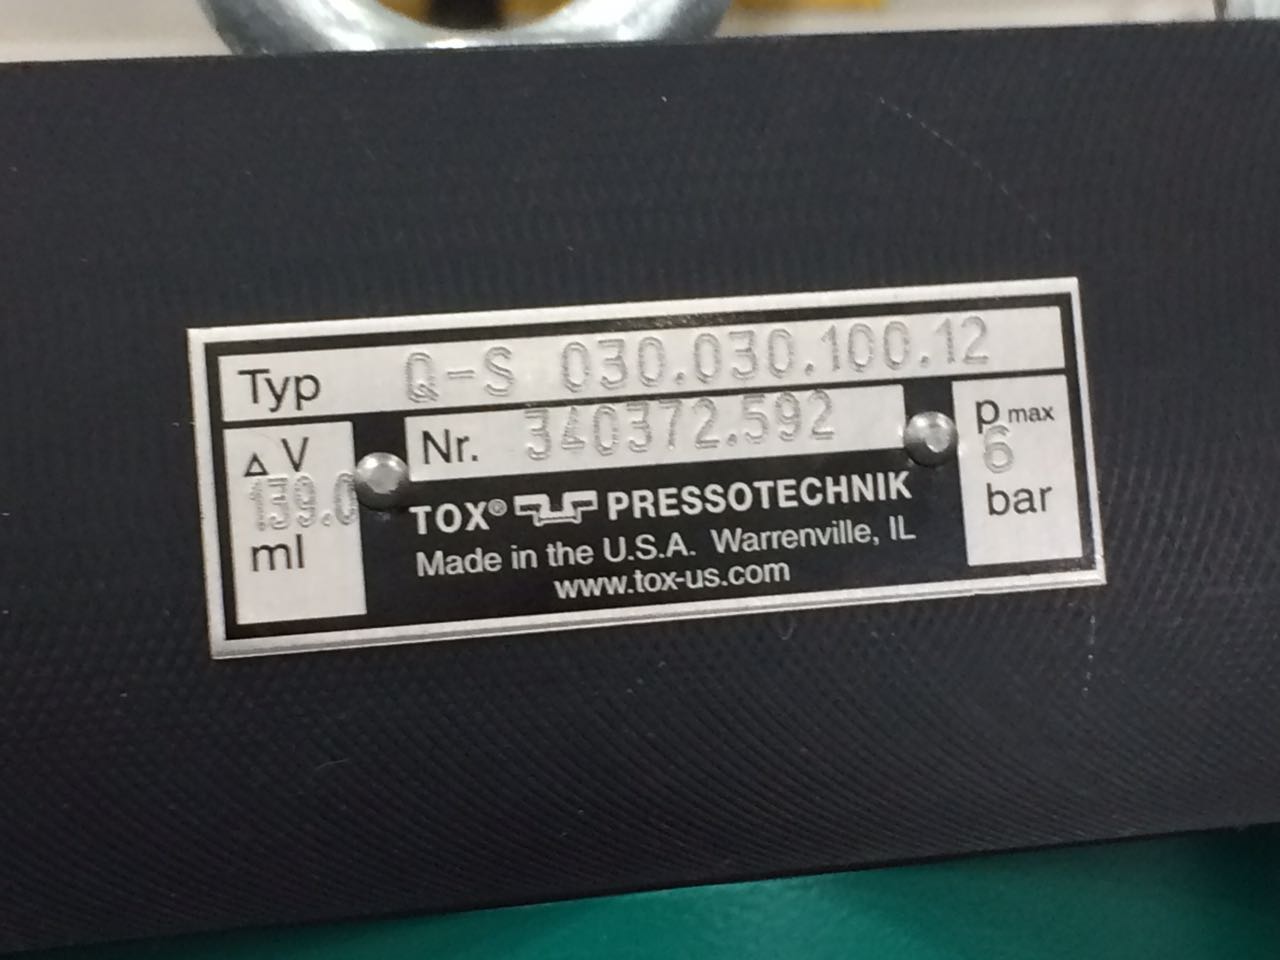 Typ Q-S 030.030.100.12
Nr. 340372.592
Δ V
139.0
ml
p max
6
bar
TOX® PRESSOTECHNIK
Made in the U.S.A. Warrenville, IL
www.tox-us.com